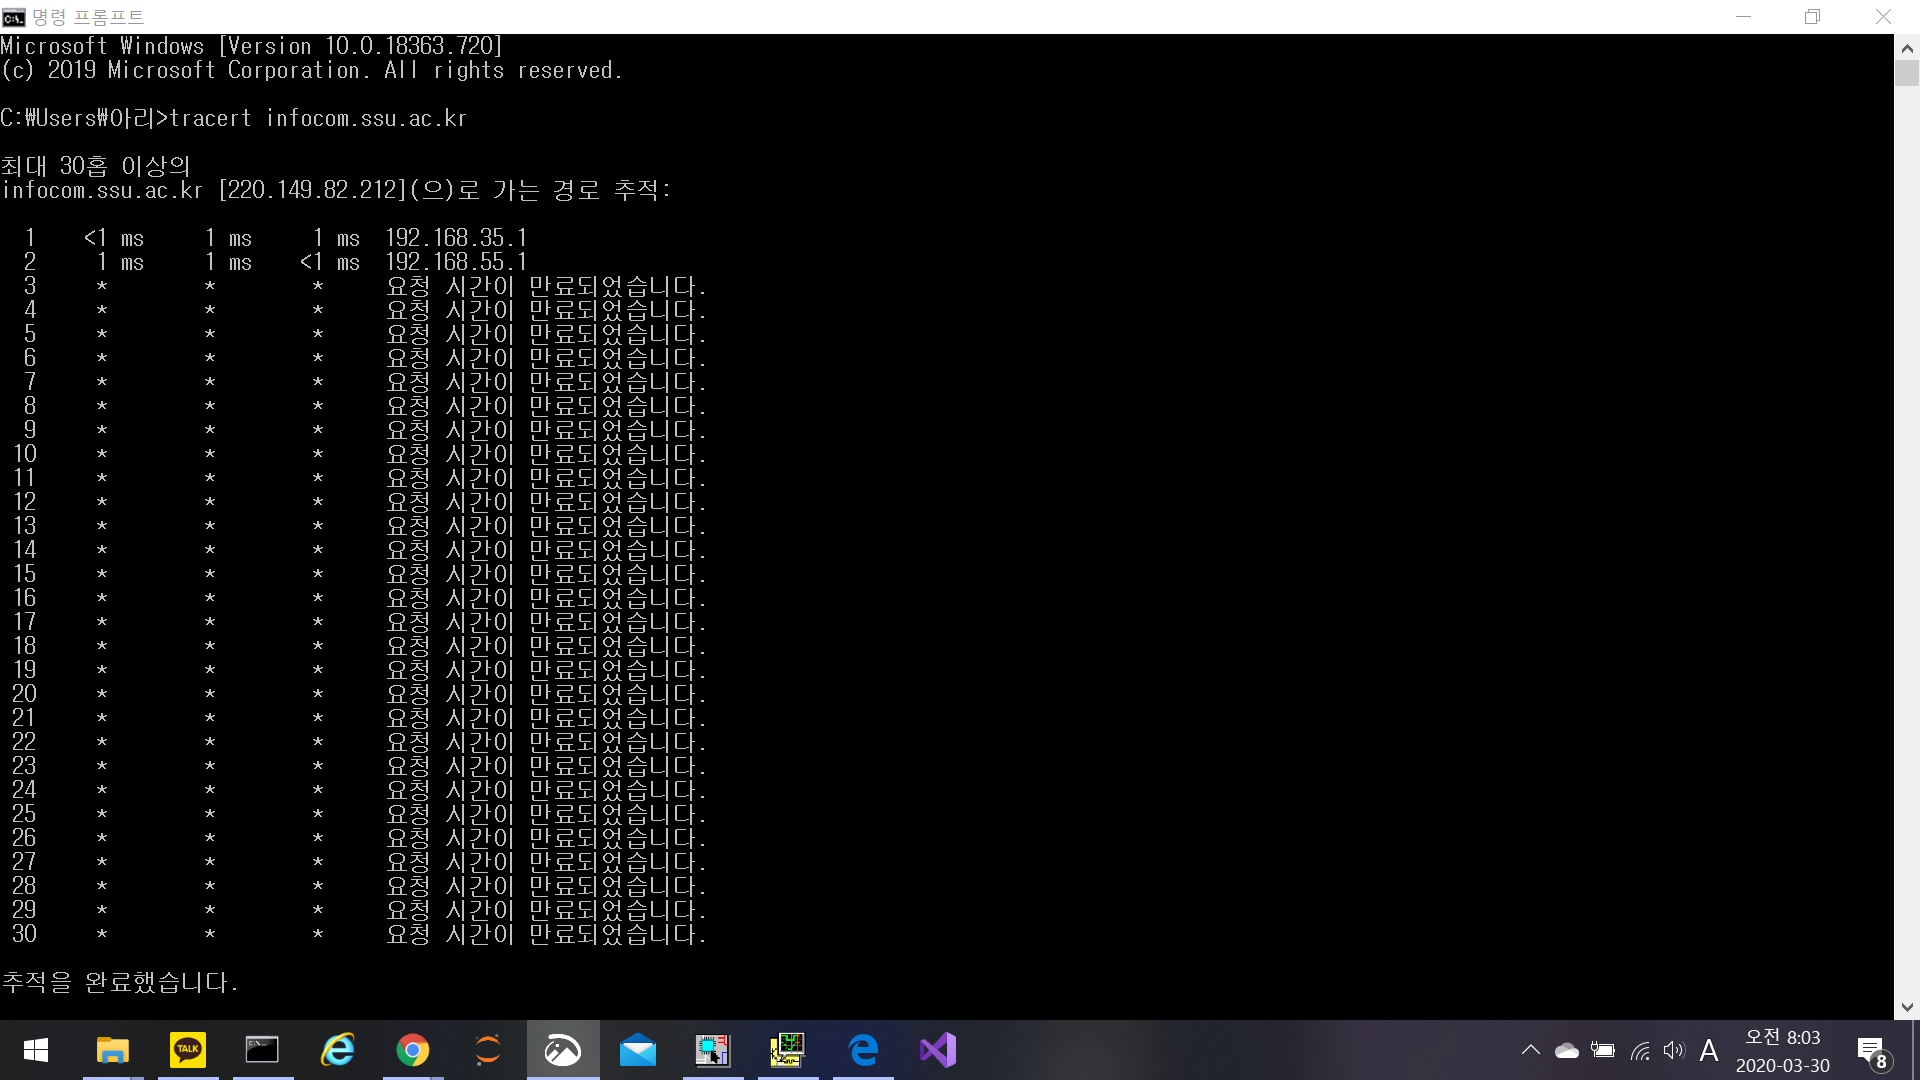 명령 프롬프트
Microsoft Windows [Version 10.0.18363.720]
(c) 2019 Microsoft Corporation. All rights reserved.
C:₩Users₩아리>tracert infocom.ssu.ac.kr
최대 30홉 이상의
infocom.ssu.ac.kr [220.149.82.212](으)로 가는 경로 추적:
1 <1 ms 1 ms 1 ms 192.168.35.1
2 1 ms 1 ms <1 ms 192.168.55.1
3 * * * 요청 시간이 만료되었습니다.
4 * * * 요청 시간이 만료되었습니다.
5 * * * 요청 시간이 만료되었습니다.
6 * * * 요청 시간이 만료되었습니다.
7 * * * 요청 시간이 만료되었습니다.
8 * * * 요청 시간이 만료되었습니다.
9 * * * 요청 시간이 만료되었습니다.
10 * * * 요청 시간이 만료되었습니다.
11 * * * 요청 시간이 만료되었습니다.
12 * * * 요청 시간이 만료되었습니다.
13 * * * 요청 시간이 만료되었습니다.
14 * * * 요청 시간이 만료되었습니다.
15 * * * 요청 시간이 만료되었습니다.
16 * * * 요청 시간이 만료되었습니다.
17 * * * 요청 시간이 만료되었습니다.
18 * * * 요청 시간이 만료되었습니다.
19 * * * 요청 시간이 만료되었습니다.
20 * * * 요청 시간이 만료되었습니다.
21 * * * 요청 시간이 만료되었습니다.
22 * * * 요청 시간이 만료되었습니다.
23 * * * 요청 시간이 만료되었습니다.
24 * * * 요청 시간이 만료되었습니다.
25 * * * 요청 시간이 만료되었습니다.
26 * * * 요청 시간이 만료되었습니다.
27 * * * 요청 시간이 만료되었습니다.
28 * * * 요청 시간이 만료되었습니다.
29 * * * 요청 시간이 만료되었습니다.
30 * * * 요청 시간이 만료되었습니다.
추적을 완료했습니다.
TALK
A
오전 8:03
2020-03-30
8